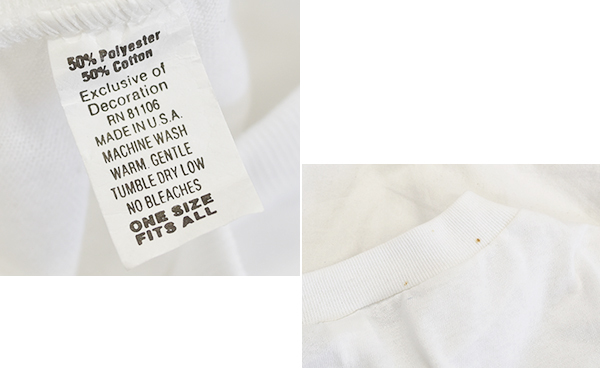 50% Polyester
50% Cotton
Exclusive of
Decoration
RN 81106
MADE IN U.S.A.
MACHINE WASH
WARM. GENTLE
TUMBLE DRY LOW
NO BLEACHES
ONE SIZE
FITS ALL